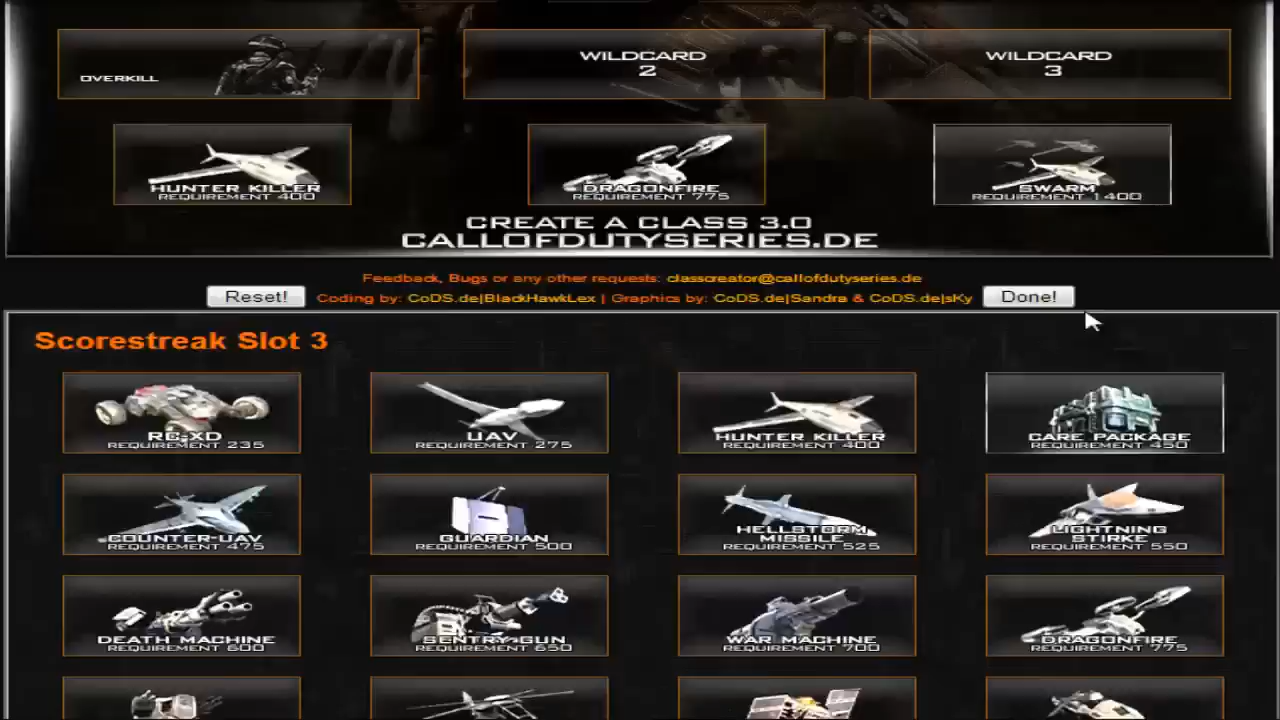 OVERKILL
WILDCARD
2
WILDCARD
3
HUNTER KILLER
REQUIREMENT 400
DRAGONFIRE
REQUIREMENT 775
SWARM
REQUIREMENT 1400
CREATE A CLASS 3.0
CALLOFDUTYSERIES.DE
Feedback, Bugs or any other requests: classcreator@callofdutyseries.de
Reset!
Coding by: CoDS.de|BlackHawkLex | Graphics by: CoDS.de|Sandra & CoDS.de|sKy
Done!
Scorestreak Slot 3
RC-XD
REQUIREMENT 235
UAV
REQUIREMENT 275
HUNTER KILLER
REQUIREMENT 400
CARE PACKAGE
REQUIREMENT 450
COUNTER-UAV
REQUIREMENT 475
GUARDIAN
REQUIREMENT 500
HELLSTORM
MISSILE
REQUIREMENT 525
LIGHTNING
STIRKE
REQUIREMENT 550
DEATH MACHINE
REQUIREMENT 600
SENTRY-GUN
REQUIREMENT 650
WAR MACHINE
REQUIREMENT 700
DRAGONFIRE
REQUIREMENT 775